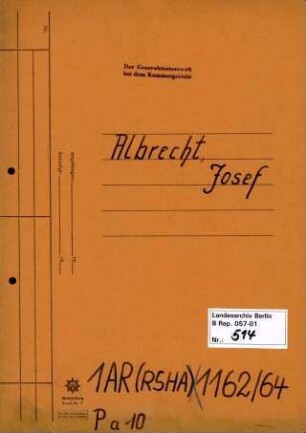 Der Generalstaatsanwalt
bei dem Kammergericht
Albrecht,
Josef
Landesarchiv Berlin
B Rep. 057-01
Nr.: 514
1AR(RSHA)1162/64
Pa 10